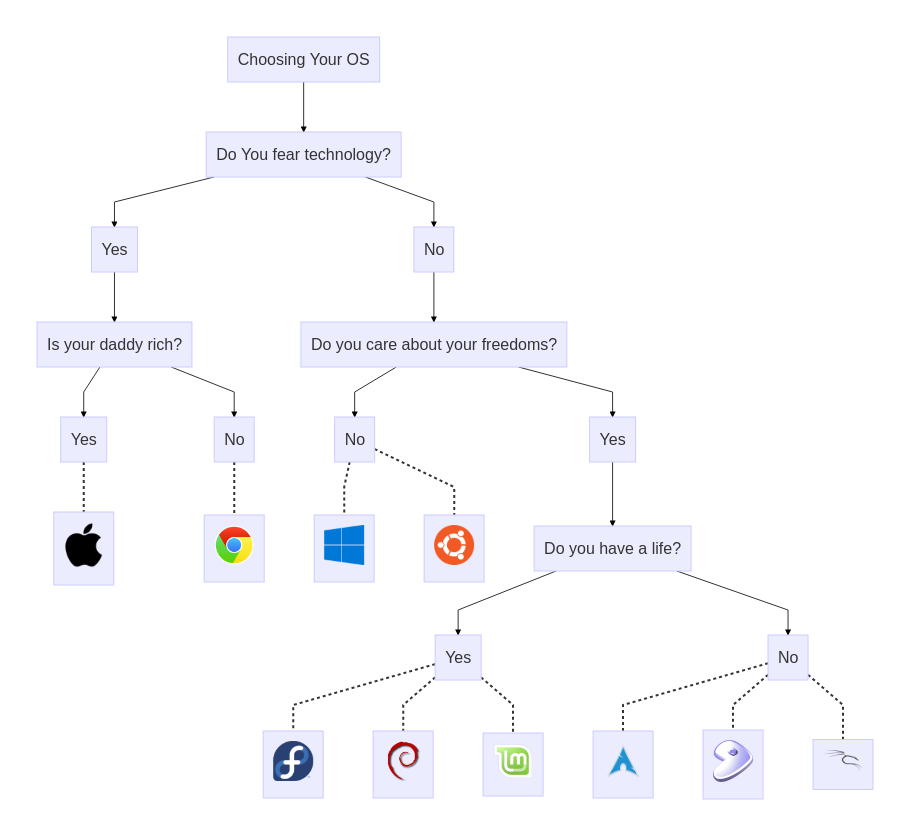 Choosing Your OS
Do You fear technology?
Yes
No
Is your daddy rich?
Do you care about your freedoms?
Yes
No
No
Yes
Do you have a life?
Yes
No